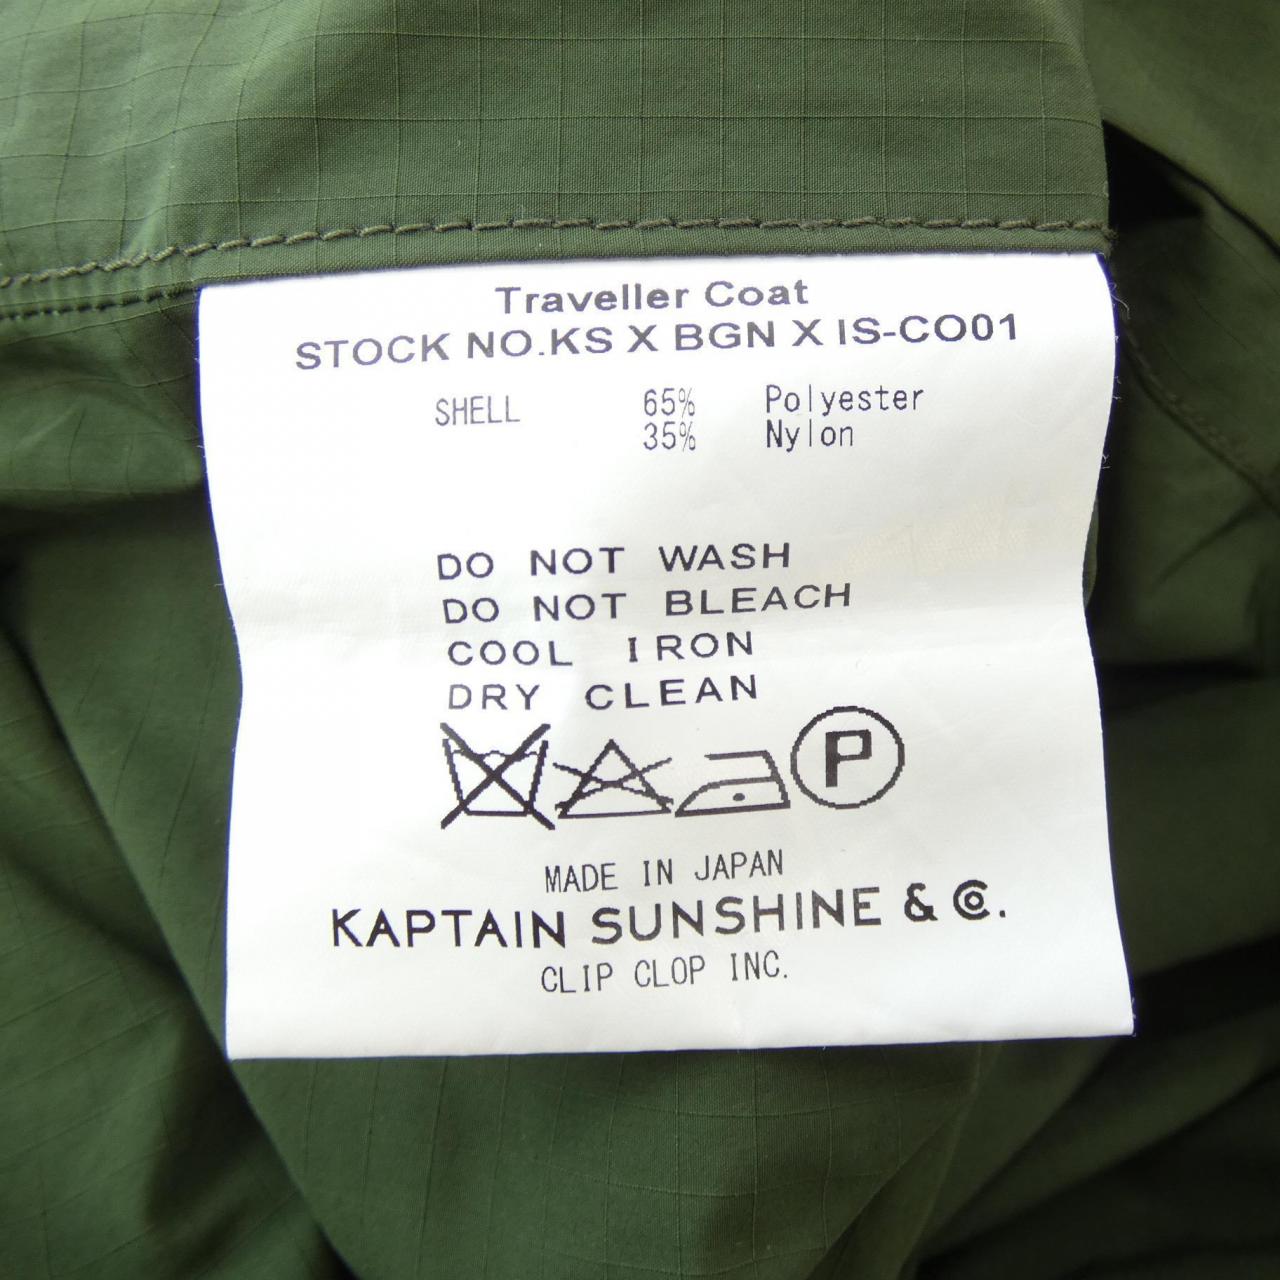 Traveller Coat
STOCK NO.KS X BGN X IS-CO01
SHELL 65% Polyester
35% Nylon
DO NOT WASH
DO NOT BLEACH
COOL IRON
DRY CLEAN
P
MADE IN JAPAN
KAPTAIN SUNSHINE & Co.
CLIP CLOP INC.